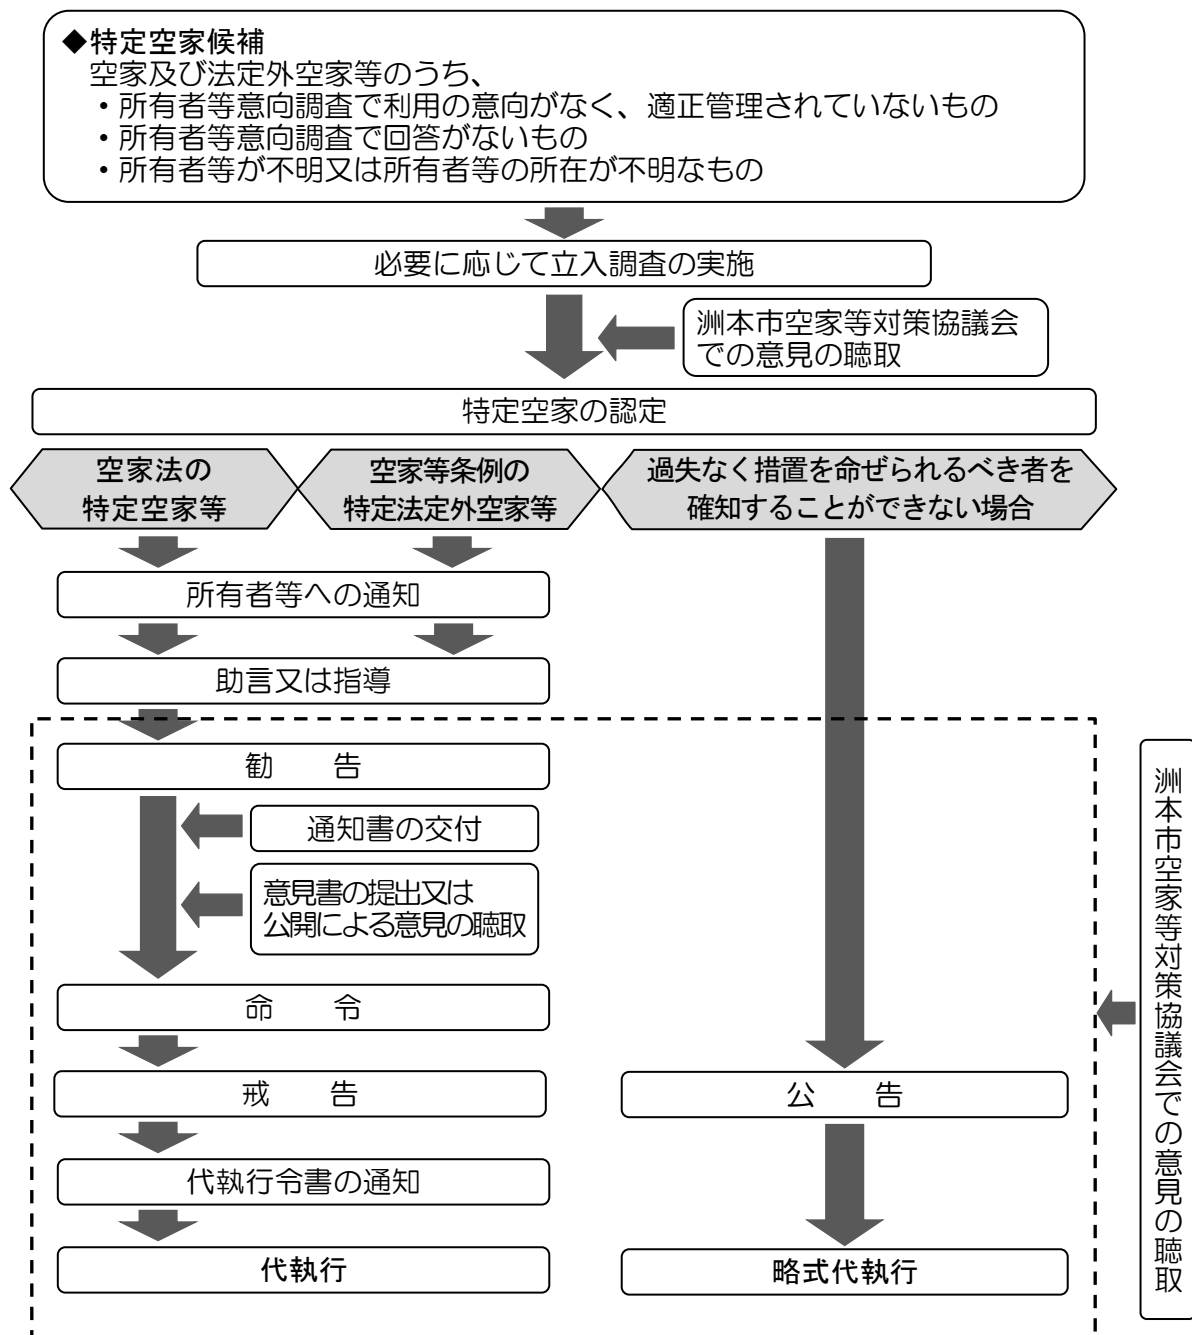 ◆特定空家候補
空家及び法定外空家等のうち、
・所有者等意向調査で利用の意向がなく、適正管理されていないもの
・所有者等意向調査で回答がないもの
・所有者等が不明又は所有者等の所在が不明なもの
必要に応じて立入調査の実施
洲本市空家等対策協議会
での意見の聴取
特定空家の認定
空家法の
特定空家等
空家等条例の
特定法定外空家等
過失なく措置を命ぜられるべき者を
確知することができない場合
所有者等への通知
助言又は指導
勧　　告
通知書の交付
意見書の提出又は
公開による意見の聴取
命　　令
戒　　告
公　　告
代執行令書の通知
代執行
略式代執行
洲本市空家等対策協議会での意見の聴取